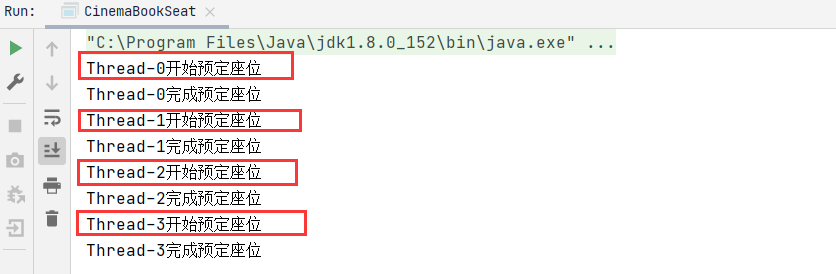 Run: CinemaBookSeat ×
"C:\Program Files\Java\jdk1.8.0_152\bin\java.exe" ...
Thread-0开始预定座位
Thread-0完成预定座位
Thread-1开始预定座位
Thread-1完成预定座位
Thread-2开始预定座位
Thread-2完成预定座位
Thread-3开始预定座位
Thread-3完成预定座位